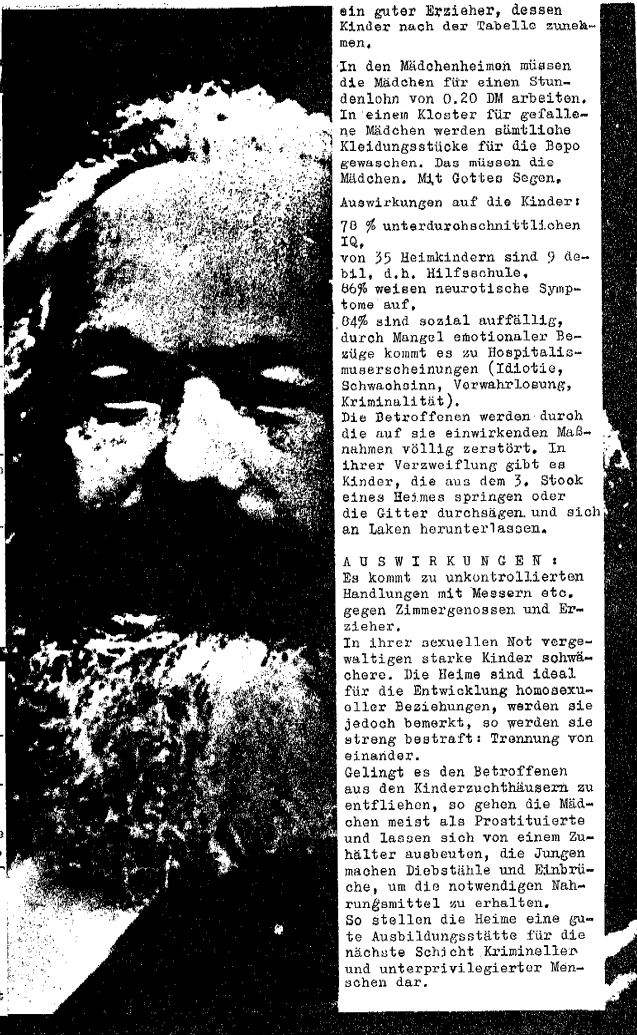 ein guter Erzieher, dessen
Kinder nach der Tabelle zuneh-
men.
In den Mädchenheimen müssen
die Mädchen für einen Stun-
denlohn von 0.20 DM arbeiten.
In einem Kloster für gefalle-
ne Mädchen werden sämtliche
Kleidungsstücke für die Bepo
gewaschen. Das müssen die
Mädchen. Mit Gottes Segen.
Auswirkungen auf die Kinder:
78 % unterdurchschnittlichen
IQ,
von 35 Heimkindern sind 9 de-
bil, d.h. Hilfsschule,
86% weisen neurotische Symp-
tome auf,
84% sind sozial auffällig,
durch Mangel emotionaler Be-
züge kommt es zu Hospitalis-
muserscheinungen (Idiotie,
Schwachsinn, Verwahrlosung,
Kriminalität).
Die Betroffenen werden durch
die auf sie einwirkenden Maß-
nahmen völlig zerstört. In
ihrer Verzweiflung gibt es
Kinder, die aus dem 3. Stock
eines Heimes springen oder
die Gitter durchsägen und sich
an Laken herunterlassen.
A U S W I R K U N G E N :
Es kommt zu unkontrollierten
Handlungen mit Messern etc.
gegen Zimmergenossen und Er-
zieher.
In ihrer sexuellen Not verge-
waltigen starke Kinder schwä-
chere. Die Heime sind ideal
für die Entwicklung homosexu-
eller Beziehungen, werden sie
jedoch bemerkt, so werden sie
streng bestraft: Trennung von
einander.
Gelingt es den Betroffenen
aus den Kinderzuchthäusern zu
entfliehen, so gehen die Mäd-
chen meist als Prostituierte
und lassen sich von einem Zu-
hälter ausbeuten, die Jungen
machen Diebstähle und Einbrü-
che, um die notwendigen Nah-
rungsmittel zu erhalten.
So stellen die Heime eine gu-
te Ausbildungsstätte für die
nächste Schicht Krimineller
und unterprivilegierter Men-
schen dar.